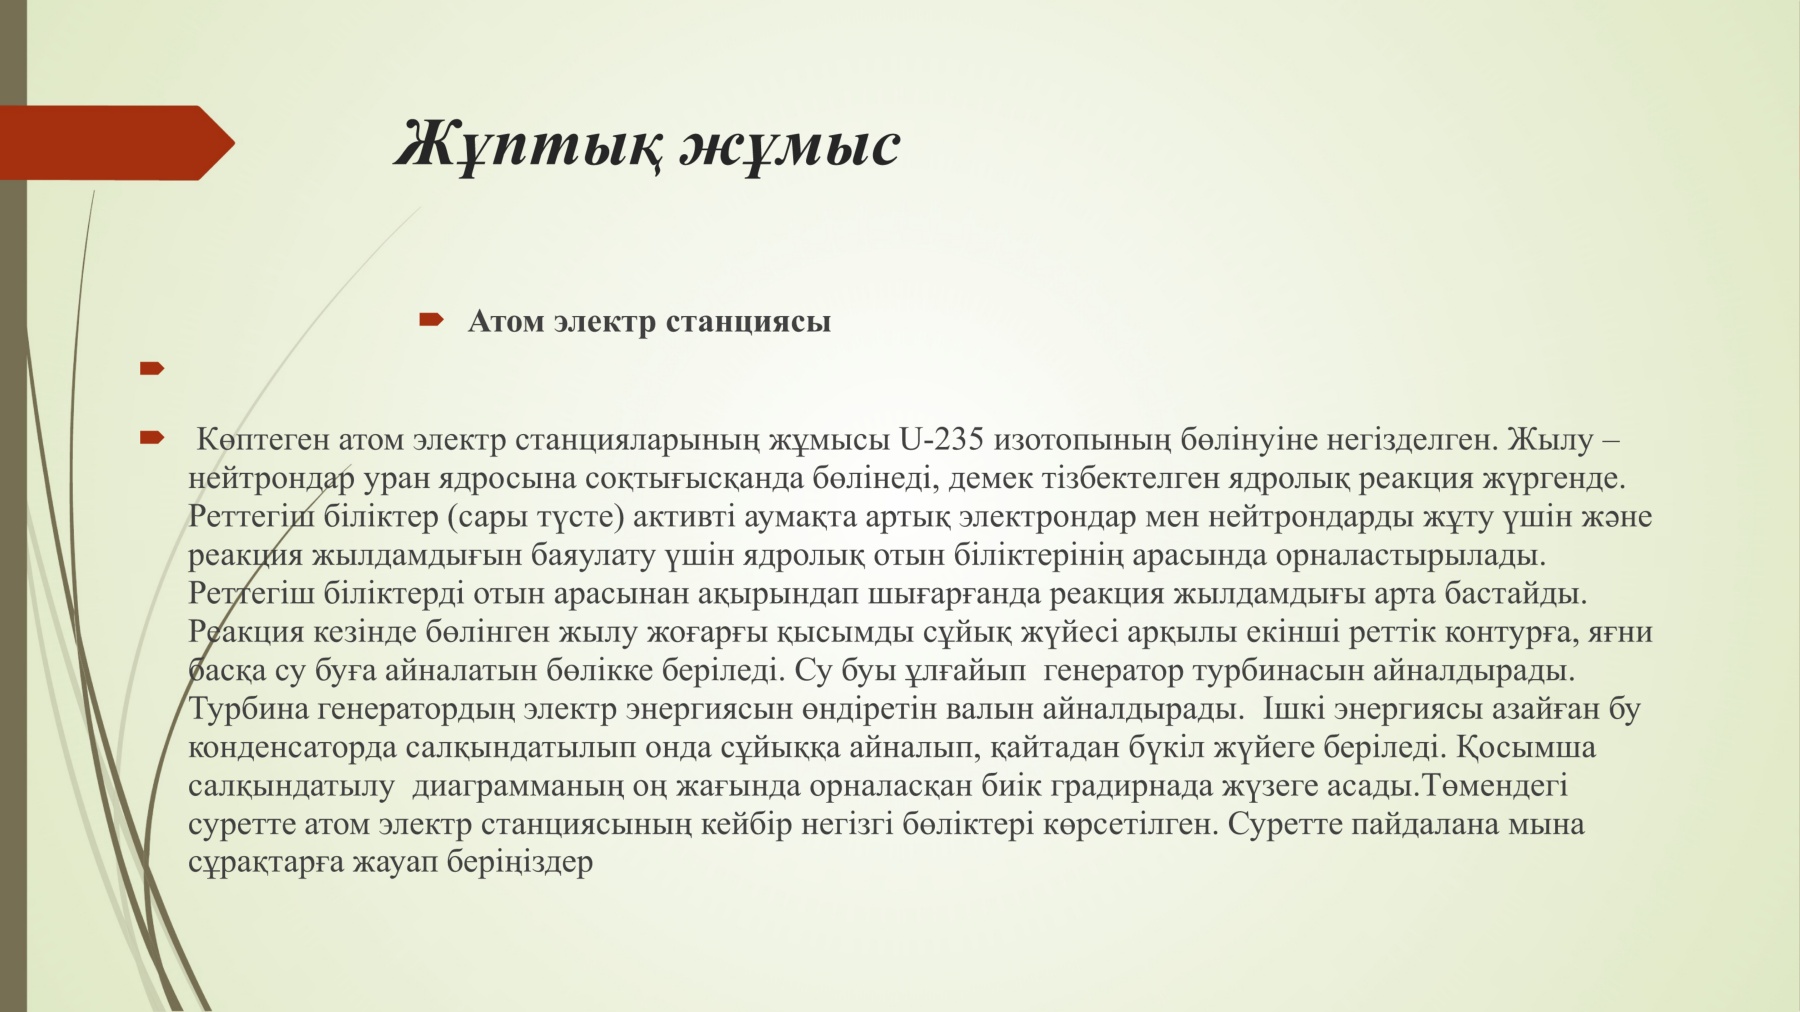 Жұптық жұмыс
Атом электр станциясы
Көптеген атом электр станцияларының жұмысы U-235 изотопының бөлінуіне негізделген. Жылу –
нейтрондар уран ядросына соқтығысқанда бөлінеді, демек тізбектелген ядролық реакция жүргенде.
Реттегіш біліктер (сары түсте) активті аумақта артық электрондар мен нейтрондарды жұту үшін және
реакция жылдамдығын баяулату үшін ядролық отын біліктерінің арасында орналастырылады.
Реттегіш біліктерді отын арасынан ақырындап шығарғанда реакция жылдамдығы арта бастайды.
Реакция кезінде бөлінген жылу жоғарғы қысымды сұйық жүйесі арқылы екінші реттік контурға, яғни
басқа су буға айналатын бөлікке беріледі. Су буы ұлғайып  генератор турбинасын айналдырады.
Турбина генератордың электр энергиясын өндіретін валын айналдырады.  Ішкі энергиясы азайған бу
конденсаторда салқындатылып онда сұйыққа айналып, қайтадан бүкіл жүйеге беріледі. Қосымша
салқындатылу  диаграмманың оң жағында орналасқан биік градирнада жүзеге асады.Төмендегі
суретте атом электр станциясының кейбір негізгі бөліктері көрсетілген. Суретте пайдалана мына
сұрақтарға жауап беріңіздер